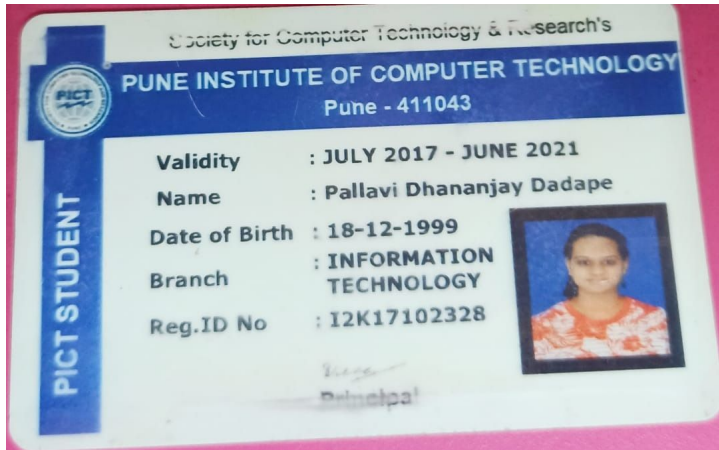 Society for Computer Technology & Research's
PUNE INSTITUTE OF COMPUTER TECHNOLOGY
Pune - 411043
PICT
PICT STUDENT
Validity : JULY 2017 - JUNE 2021
Name : Pallavi Dhananjay Dadape
Date of Birth : 18-12-1999
Branch : INFORMATION
TECHNOLOGY
Reg.ID No : I2K17102328
Principal